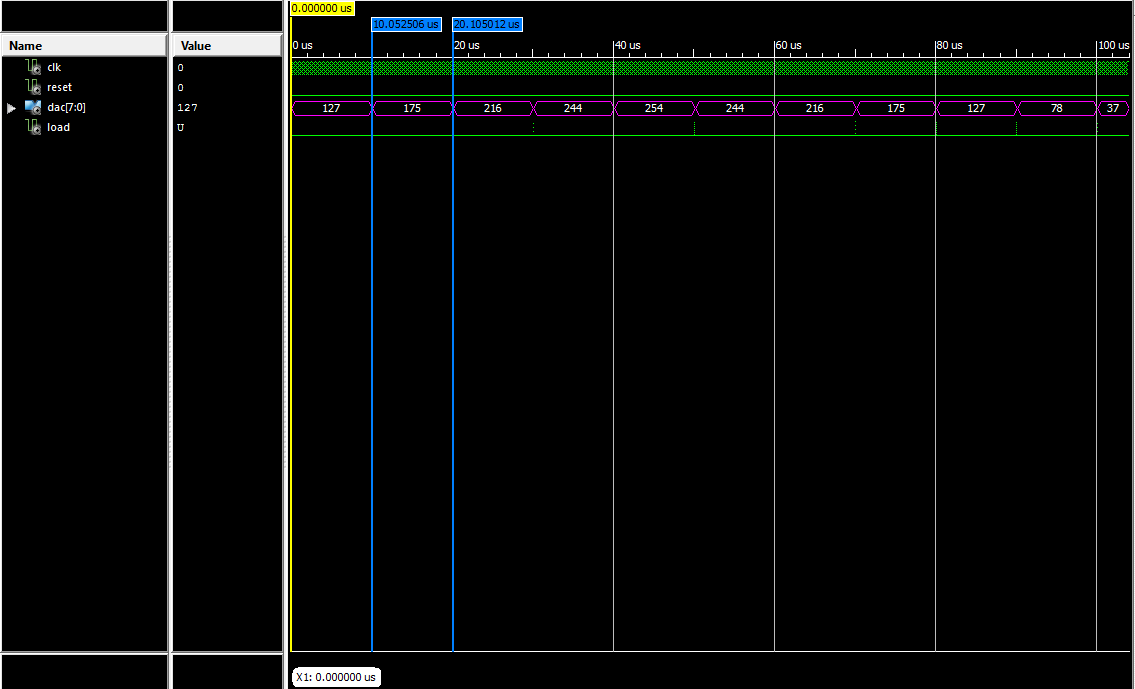 0.000000 us
10.052506 us 20.105012 us
Name Value 0 us 20 us 40 us 60 us 80 us 100 us
clk 0
reset 0
dac[7:0] 127 127 175 216 244 254 244 216 175 127 78 37
load U
X1: 0.000000 us